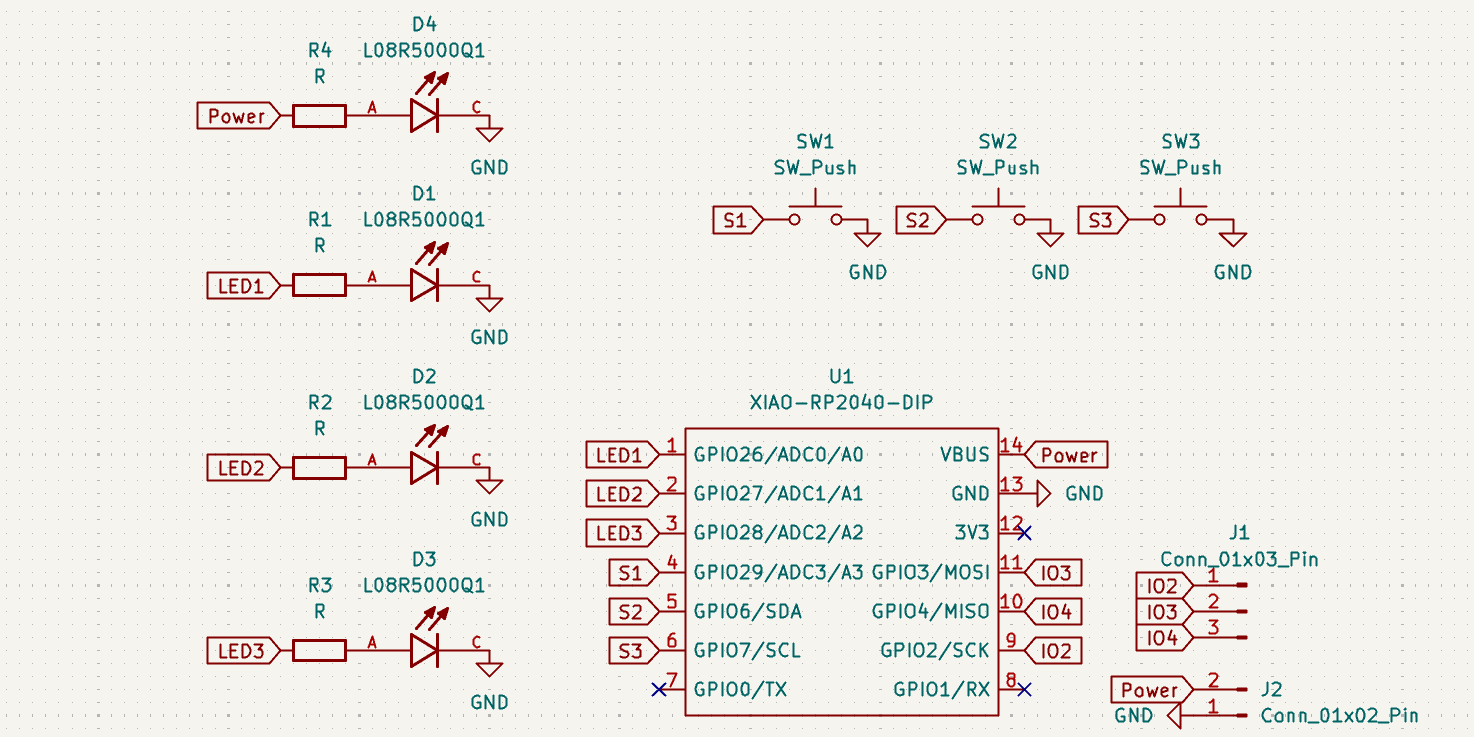 D4
R4 L08R5000Q1
R
Power A C
GND
D1
R1 L08R5000Q1
R
LED1 A C
GND
D2
R2 L08R5000Q1
R
LED2 A C
GND
D3
R3 L08R5000Q1
R
LED3 A C
GND
SW1 SW2 SW3
SW_Push SW_Push SW_Push
S1 S2 S3
GND GND GND
U1
XIAO-RP2040-DIP
LED1 1 GPIO26/ADC0/A0 VBUS 14 Power
LED2 2 GPIO27/ADC1/A1 GND 13 GND
LED3 3 GPIO28/ADC2/A2 3V3 12
S1 4 GPIO29/ADC3/A3 GPIO3/MOSI 11 IO3
S2 5 GPIO6/SDA GPIO4/MISO 10 IO4
S3 6 GPIO7/SCL GPIO2/SCK 9 IO2
7 GPIO0/TX GPIO1/RX 8
J1
Conn_01x03_Pin
IO2 1
IO3 2
IO4 3
Power 2 J2
GND 1 Conn_01x02_Pin